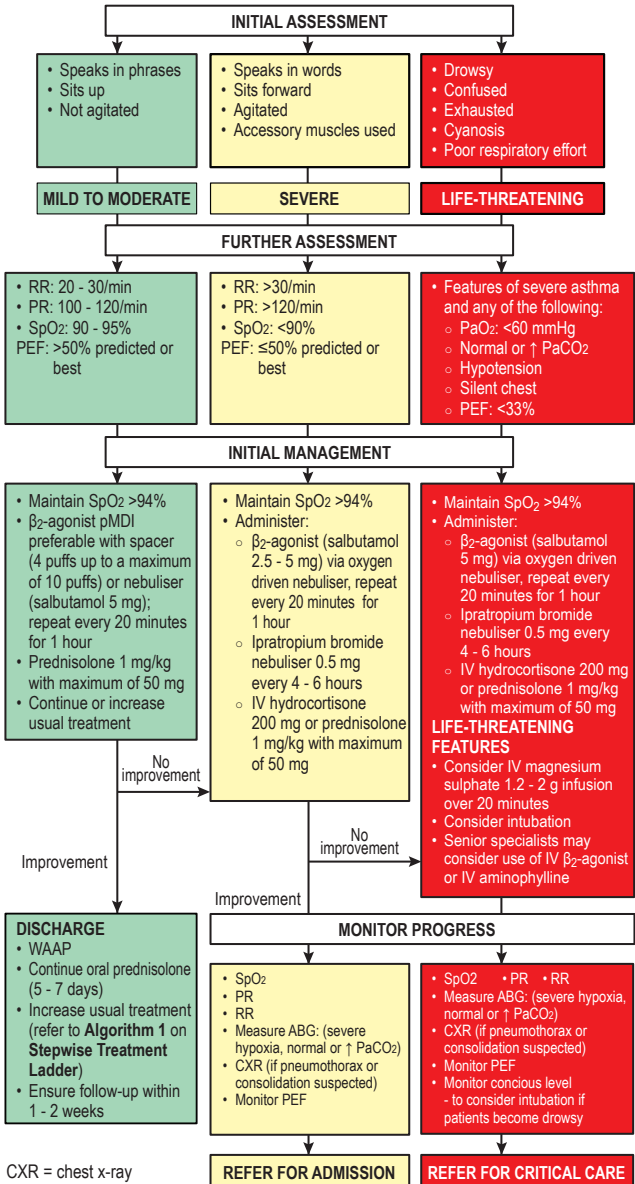 INITIAL ASSESSMENT
• Speaks in phrases
• Sits up
• Not agitated
• Speaks in words
• Sits forward
• Agitated
• Accessory muscles used
• Drowsy
• Confused
• Exhausted
• Cyanosis
• Poor respiratory effort
MILD TO MODERATE
SEVERE
LIFE-THREATENING
FURTHER ASSESSMENT
• RR: 20 - 30/min
• PR: 100 - 120/min
• SpO₂: 90 - 95%
PEF: >50% predicted or
best
• RR: >30/min
• PR: >120/min
• SpO₂: <90%
PEF: ≤50% predicted or
best
• Features of severe asthma
and any of the following:
○ PaO₂: <60 mmHg
○ Normal or ↑ PaCO₂
○ Hypotension
○ Silent chest
○ PEF: <33%
INITIAL MANAGEMENT
• Maintain SpO₂ >94%
• β₂-agonist pMDI
preferable with spacer
(4 puffs up to a maximum
of 10 puffs) or nebuliser
(salbutamol 5 mg);
repeat every 20 minutes
for 1 hour
• Prednisolone 1 mg/kg
with maximum of 50 mg
• Continue or increase
usual treatment
• Maintain SpO₂ >94%
• Administer:
○ β₂-agonist (salbutamol
2.5 - 5 mg) via oxygen
driven nebuliser, repeat
every 20 minutes for
1 hour
○ Ipratropium bromide
nebuliser 0.5 mg
every 4 - 6 hours
○ IV hydrocortisone
200 mg or prednisolone
1 mg/kg with maximum
of 50 mg
• Maintain SpO₂ >94%
• Administer:
○ β₂-agonist (salbutamol
5 mg) via oxygen driven
nebuliser, repeat every
20 minutes for 1 hour
○ Ipratropium bromide
nebuliser 0.5 mg every
4 - 6 hours
○ IV hydrocortisone 200 mg
or prednisolone 1 mg/kg
with maximum of 50 mg
LIFE-THREATENING
FEATURES
• Consider IV magnesium
sulphate 1.2 - 2 g infusion
over 20 minutes
• Consider intubation
• Senior specialists may
consider use of IV β₂-agonist
or IV aminophylline
No
improvement
No
improvement
Improvement
Improvement
DISCHARGE
• WAAP
• Continue oral prednisolone
(5 - 7 days)
• Increase usual treatment
(refer to Algorithm 1 on
Stepwise Treatment
Ladder)
• Ensure follow-up within
1 - 2 weeks
MONITOR PROGRESS
• SpO₂
• PR
• RR
• Measure ABG: (severe
hypoxia, normal or ↑ PaCO₂)
• CXR (if pneumothorax or
consolidation suspected)
• Monitor PEF
• SpO2 • PR • RR
• Measure ABG: (severe hypoxia,
normal or ↑ PaCO₂)
• CXR (if pneumothorax or
consolidation suspected)
• Monitor PEF
• Monitor concious level
- to consider intubation if
patients become drowsy
CXR = chest x-ray
REFER FOR ADMISSION
REFER FOR CRITICAL CARE